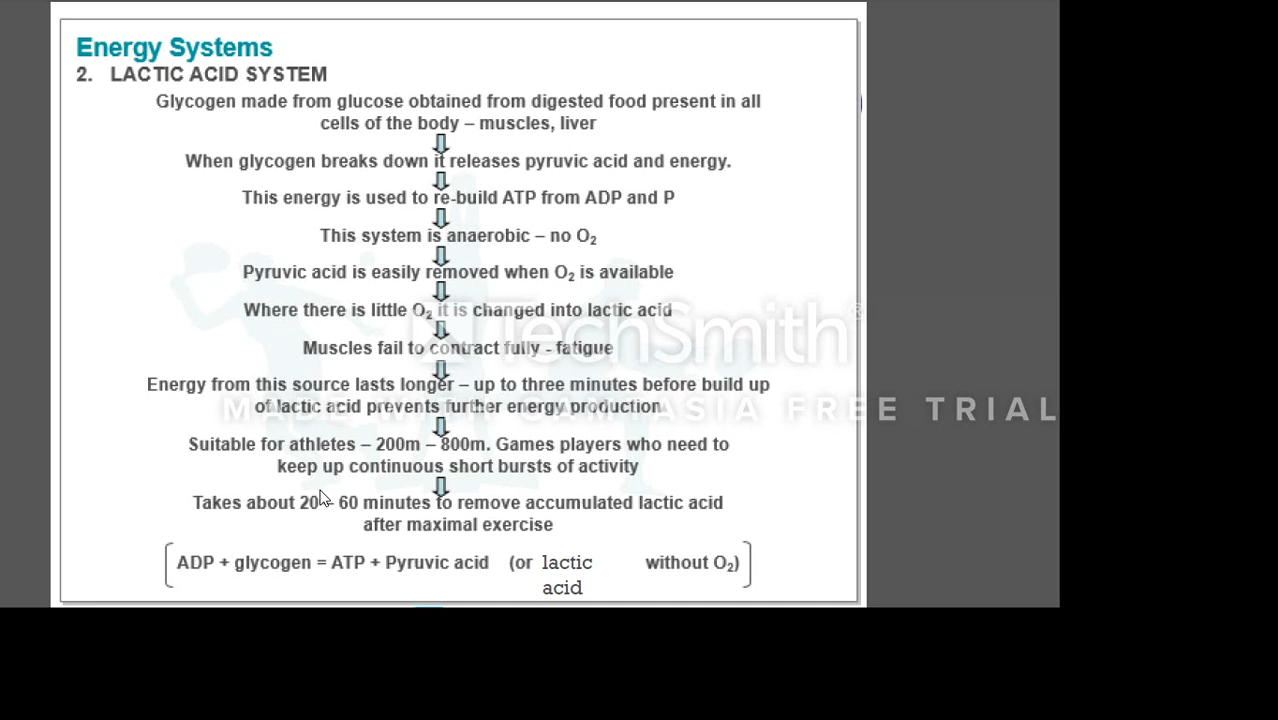 Energy Systems
2. LACTIC ACID SYSTEM
Glycogen made from glucose obtained from digested food present in all
cells of the body – muscles, liver
When glycogen breaks down it releases pyruvic acid and energy.
This energy is used to re-build ATP from ADP and P
This system is anaerobic – no O₂
Pyruvic acid is easily removed when O₂ is available
Where there is little O₂ it is changed into lactic acid
TechSmith®
Muscles fail to contract fully - fatigue
Energy from this source lasts longer – up to three minutes before build up
of lactic acid prevents further energy production
MADE WITH CAMTASIA FREE TRIAL
Suitable for athletes – 200m – 800m. Games players who need to
keep up continuous short bursts of activity
Takes about 20 – 60 minutes to remove accumulated lactic acid
after maximal exercise
ADP + glycogen = ATP + Pyruvic acid (or lactic without O₂)
acid